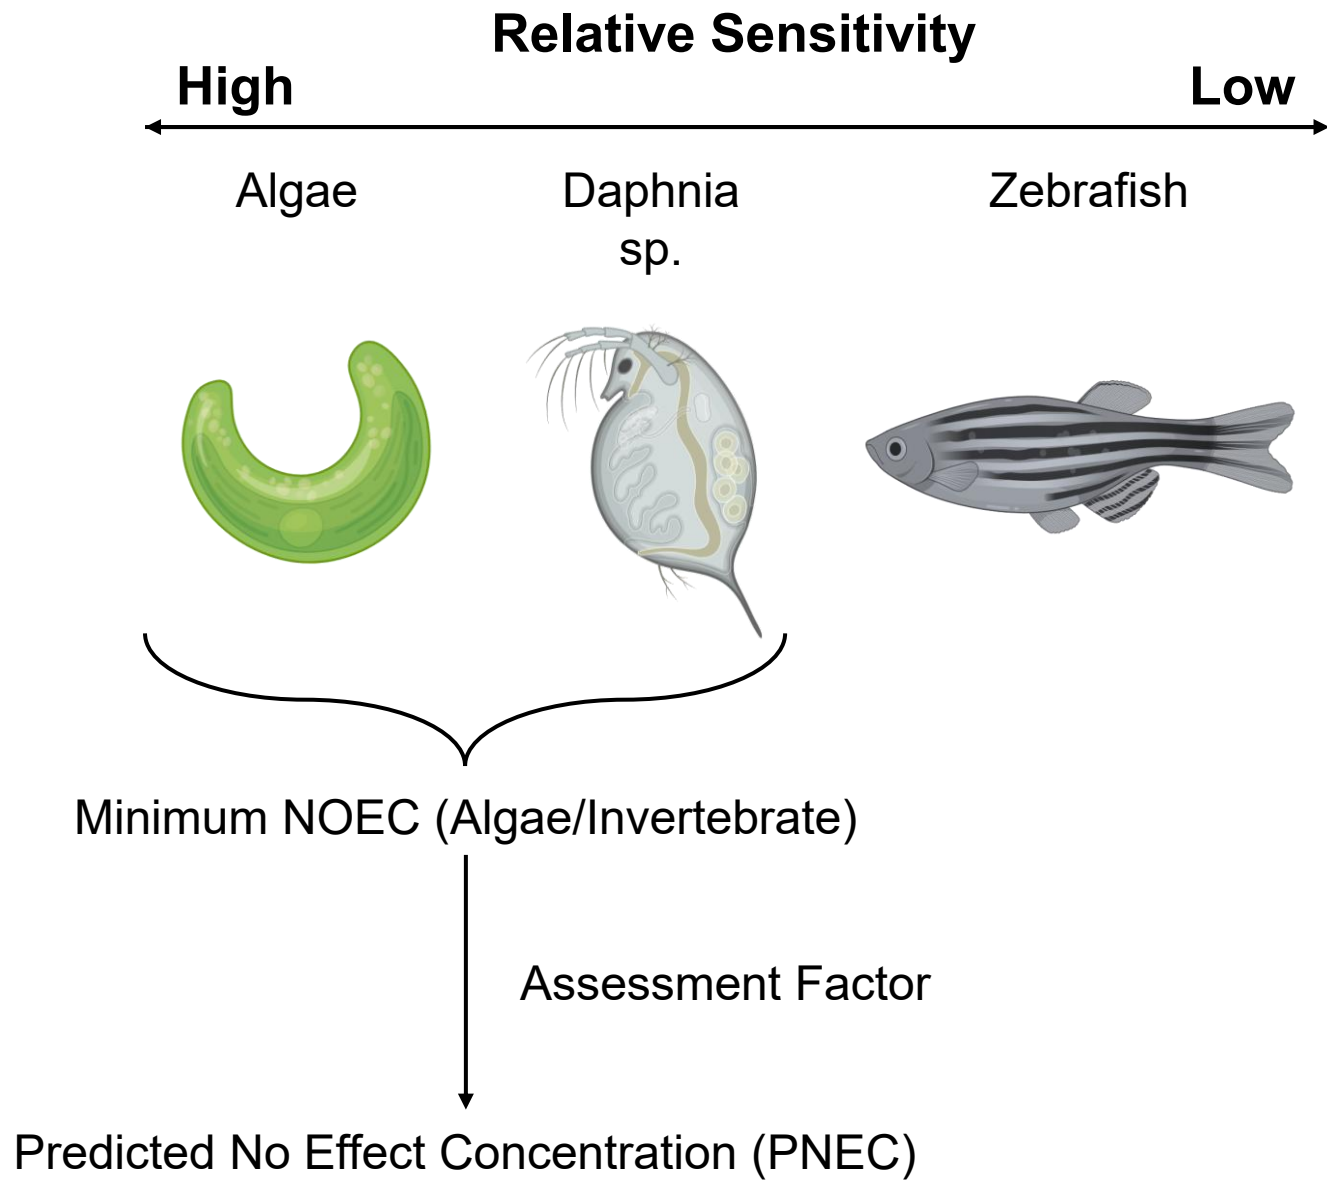 Relative Sensitivity
High
Low
Algae
Daphnia
sp.
Zebrafish
Minimum NOEC (Algae/Invertebrate)
Assessment Factor
Predicted No Effect Concentration (PNEC)